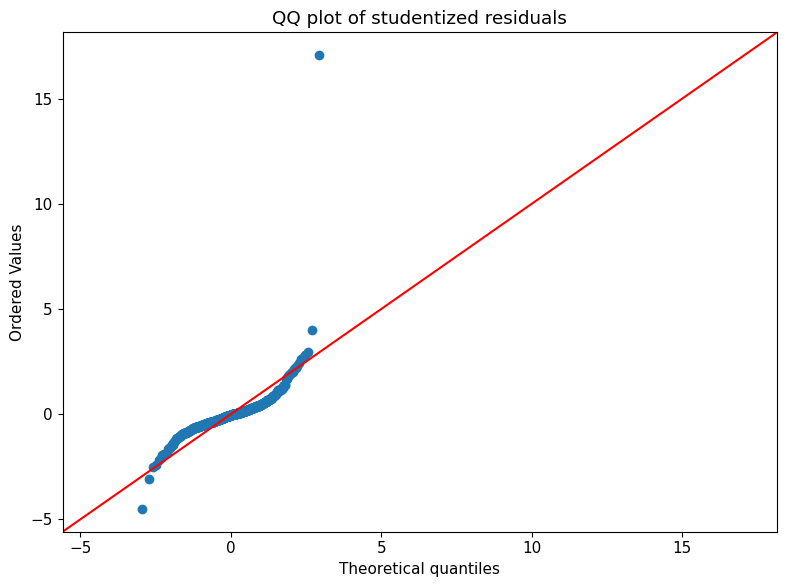 QQ plot of studentized residuals
Ordered Values
15
10
5
0
−5
−5 0 5 10 15
Theoretical quantiles